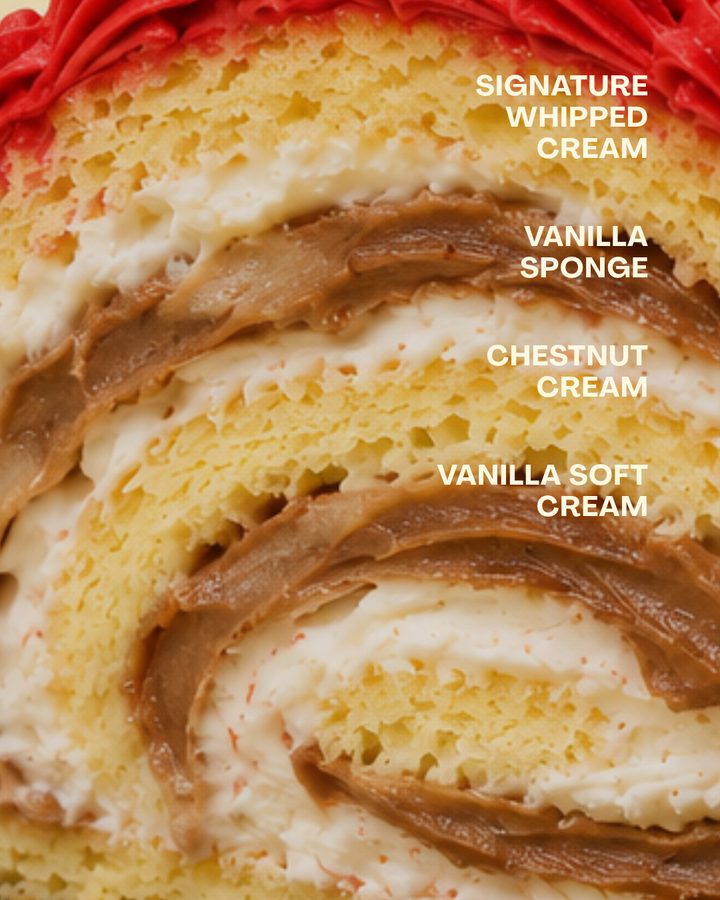 SIGNATURE
WHIPPED
CREAM
VANILLA
SPONGE
CHESTNUT
CREAM
VANILLA SOFT
CREAM